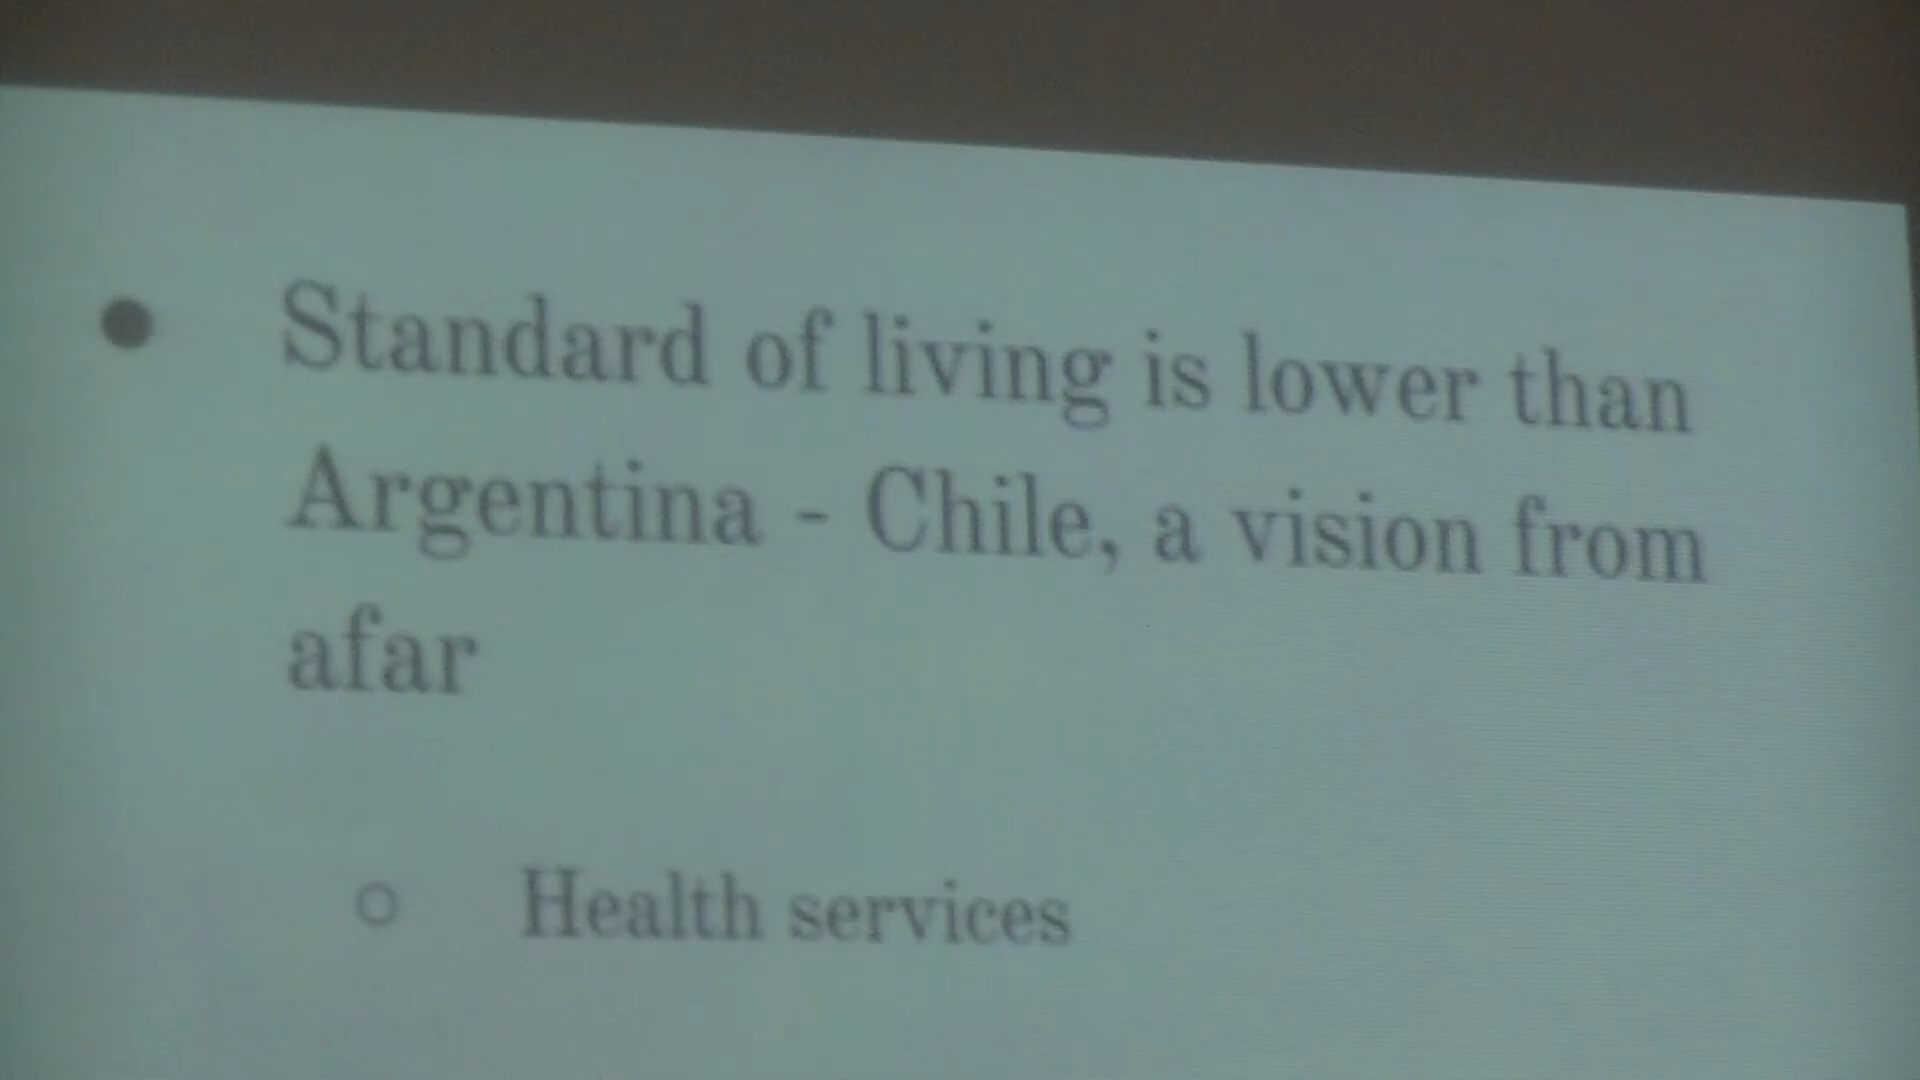 ● Standard of living is lower than
Argentina - Chile, a vision from
afar
○ Health services